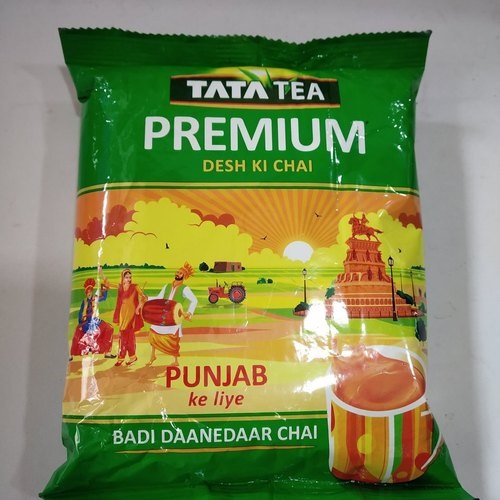 TATA TEA
PREMIUM
DESH KI CHAI
PUNJAB
ke liye
BADI DAANEDAAR CHAI